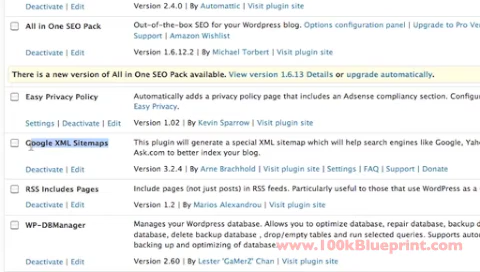 Deactivate | Edit Version 2.4.0 | By Automattic | Visit plugin site
All in One SEO Pack Out-of-the-box SEO for your Wordpress blog. Options configuration panel | Upgrade to Pro
Support | Amazon Wishlist
Deactivate | Edit Version 1.6.12.2 | By Michael Torbert | Visit plugin site
There is a new version of All in One SEO Pack available. View version 1.6.13 Details or upgrade automatically.
Easy Privacy Policy Automatically adds a privacy policy page that includes an Adsense compliancy section.
Easy Privacy.
Settings | Deactivate | Edit Version 1.02 | By Kevin Sparrow | Visit plugin site
Google XML Sitemaps This plugin will generate a special XML sitemap which will help search engines like Google,
Ask.com to better index your blog.
Deactivate | Edit Version 3.2.4 | By Arne Brachhold | Visit plugin site | Settings | FAQ | Support | Donate
RSS Includes Pages Include pages (not just posts) in RSS feeds. Particularly useful to those that use WordPress as a
Deactivate | Edit Version 1.2 | By Marios Alexandrou | Visit plugin site
WP-DBManager Manages your Wordpress database. Allows you to optimize database, repair database, backup
database, delete backup database , drop/empty tables and run selected queries. Supports
backing up and optimizing of database.
www.100kBlueprint.com
Deactivate | Edit Version 2.60 | By Lester 'GaMerZ' Chan | Visit plugin site